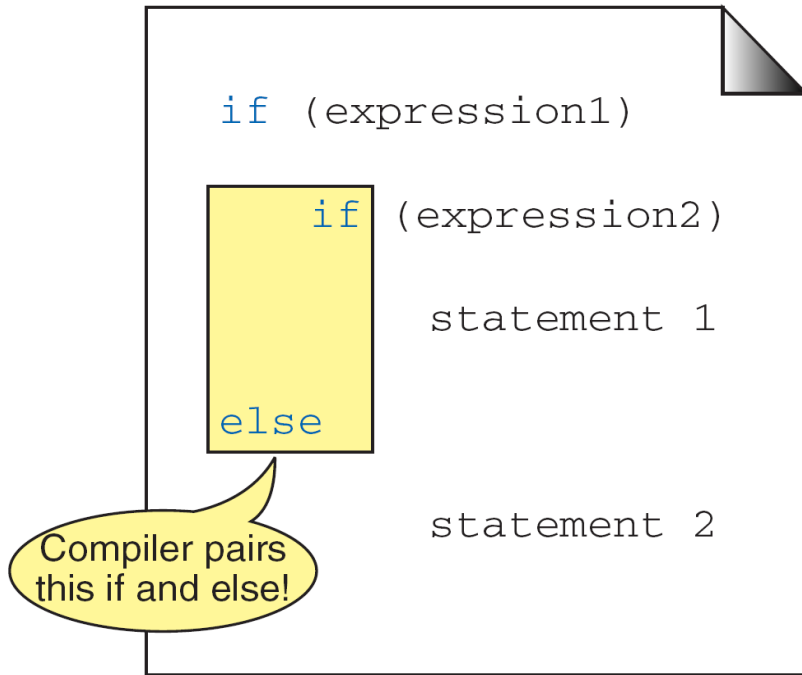 if (expression1)
if (expression2)
statement 1
else
statement 2
Compiler pairs
this if and else!